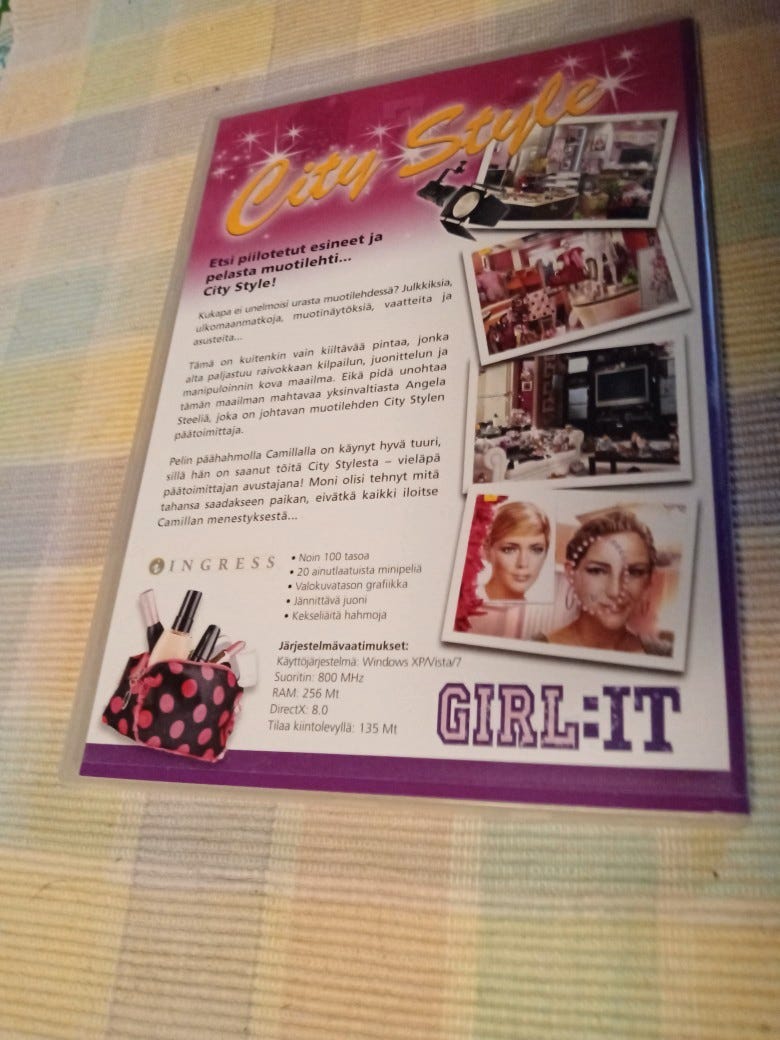 City Style
Etsi piilotetut esineet ja
pelasta muotilehti...
City Style!
Kukapa ei unelmoisi urasta muotilehdessä? Julkkiksia,
ulkomaanmatkoja, muotinäytöksiä, vaatteita ja
asusteita...
Tämä on kuitenkin vain kiiltävää pintaa, jonka
alta paljastuu raivokkaan kilpailun, juonittelun ja
manipuloinnin kova maailma. Eikä pidä unohtaa
tämän maailman mahtavaa yksinvaltiasta Angela
Steeliä, joka on johtavan muotilehden City Stylen
päätoimittaja.
Pelin päähahmolla Camillalla on käynyt hyvä tuuri,
sillä hän on saanut töitä City Stylesta – vieläpä
päätoimittajan avustajana! Moni olisi tehnyt mitä
tahansa saadakseen paikan, eivätkä kaikki iloitse
Camillan menestyksestä...
INGRESS
• Noin 100 tasoa
• 20 ainutlaatuista minipeliä
• Valokuvatason grafiikka
• Jännittävä juoni
• Kekseliäitä hahmoja
Järjestelmävaatimukset:
Käyttöjärjestelmä: Windows XP/Vista/7
Suoritin: 800 MHz
RAM: 256 Mt
DirectX: 8.0
Tilaa kiintolevyllä: 135 Mt
GIRL:IT